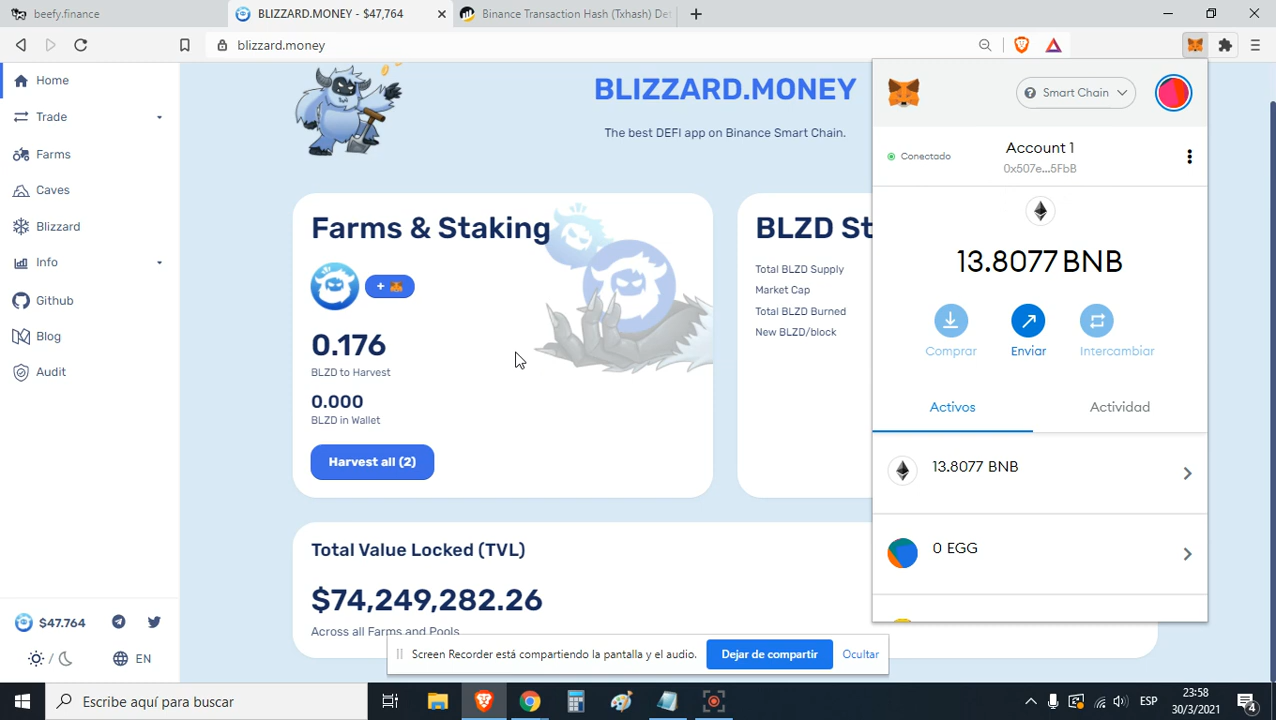 beefy.finance
BLIZZARD.MONEY - $47,764
Binance Transaction Hash (Txhash) De
blizzard.money
Home
Trade
Farms
Caves
Blizzard
Info
Github
Blog
Audit
$47.764
EN
BLIZZARD.MONEY
The best DEFI app on Binance Smart Chain.
Farms & Staking
+
0.176
BLZD to Harvest
0.000
BLZD in Wallet
Harvest all (2)
BLZD St
Total BLZD Supply
Market Cap
Total BLZD Burned
New BLZD/block
Total Value Locked (TVL)
$74,249,282.26
Across all Farms and Pools
Smart Chain
Conectado
Account 1
0x507e...5FbB
13.8077 BNB
Comprar
Enviar
Intercambiar
Activos
Actividad
13.8077 BNB
0 EGG
Screen Recorder está compartiendo la pantalla y el audio.
Dejar de compartir
Ocultar
Escribe aquí para buscar
ESP
23:58
30/3/2021
4